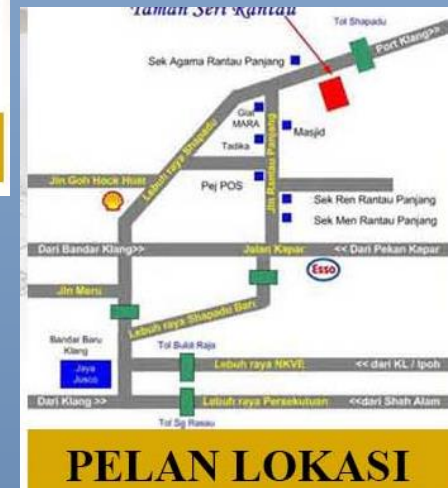 Taman Seri Rantau
Tol Shapadu
Port Klang>>
Sek Agama Rantau Panjang
Giat
MARA
Masjid
Tadika
Lebuh raya Shapadu
Jln Rantau Panjang
Jln Goh Hock Huat
Pej POS
Sek Ren Rantau Panjang
Sek Men Rantau Panjang
Dari Bandar Klang>>
Jalan Kapar
<< Dari Pekan Kapar
Esso
Jln Meru
Lebuh raya Shapadu Baru
Bandar Baru
Klang
Tol Bukit Raja
Jaya
Jusco
Lebuh raya NKVE
<< dari KL / Ipoh
Dari Klang >>
Lebuh raya Persekutuan
<<dari Shah Alam
Tol Sg Rasau
PELAN LOKASI